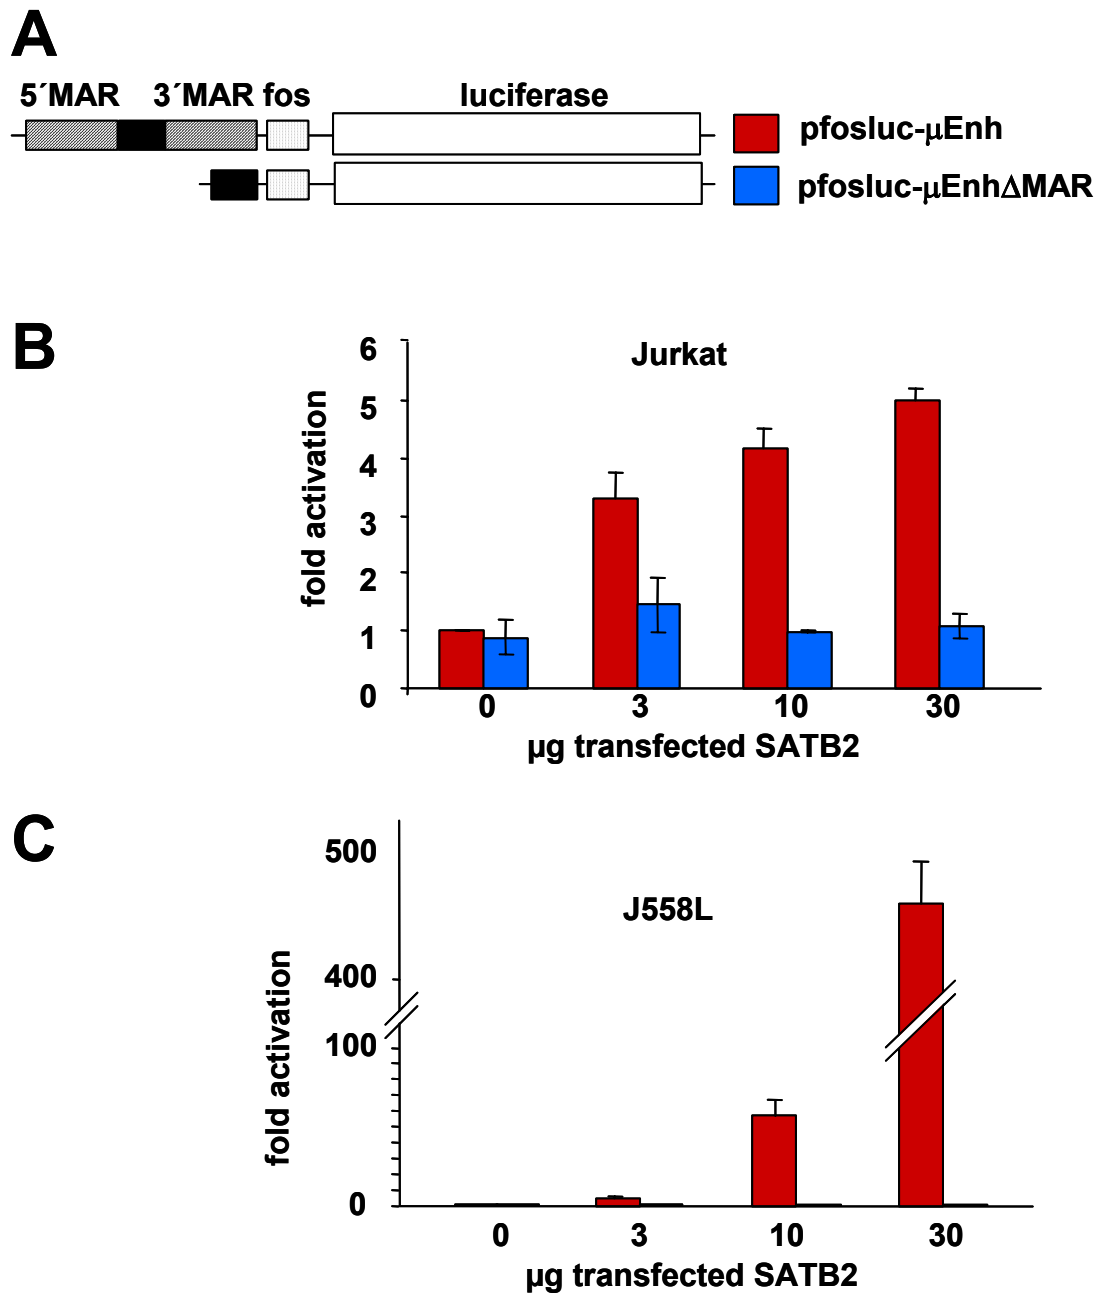 A
5´MAR 3´MAR fos luciferase
pfosluc-µEnh
pfosluc-µEnhΔMAR
B
Jurkat
fold activation
6
5
4
3
2
1
0
0 3 10 30
µg transfected SATB2
C
J558L
fold activation
500
400
100
0
0 3 10 30
µg transfected SATB2